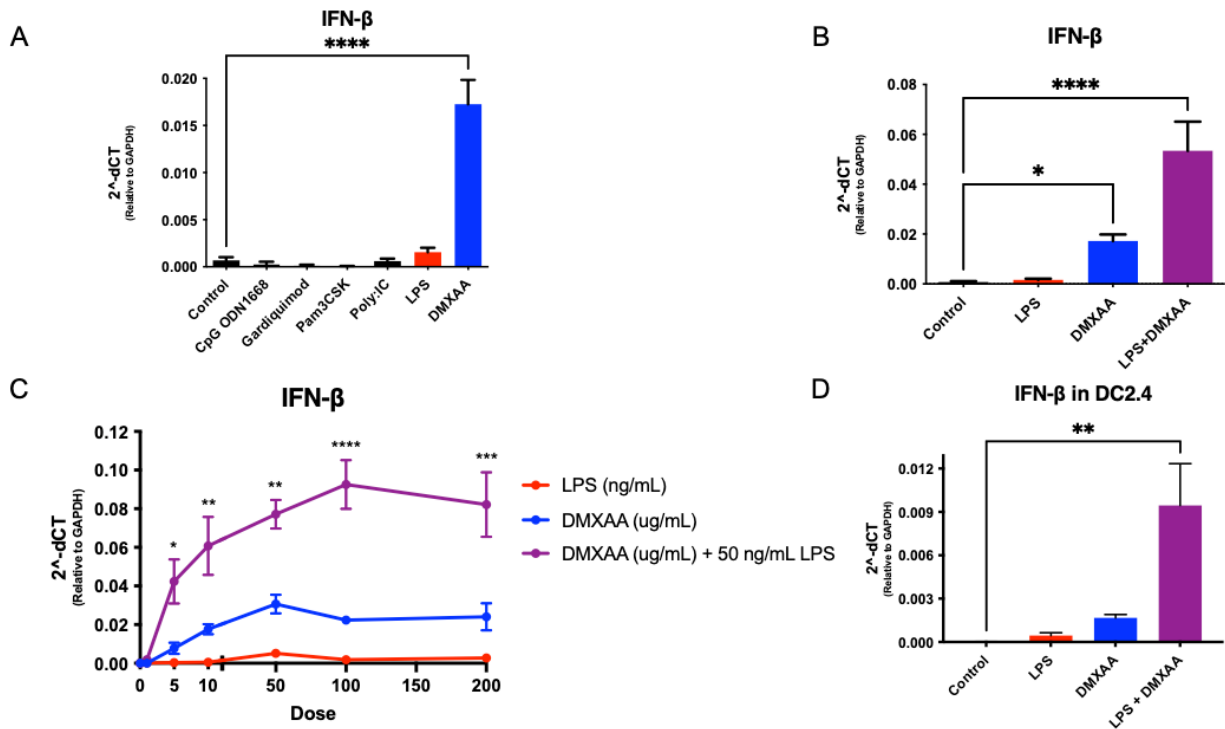 A
IFN-β
****
0.020
0.015
0.010
0.005
0.000
2^-dCT
(Relative to GAPDH)
Control
CpG ODN1668
Gardiquimod
Pam3CSK
Poly:IC
LPS
DMXAA
B
IFN-β
****
*
0.08
0.06
0.04
0.02
0.00
2^-dCT
(Relative to GAPDH)
Control
LPS
DMXAA
LPS+DMXAA
C
IFN-β
0.12
0.10
0.08
0.06
0.04
0.02
0.00
2^-dCT
(Relative to GAPDH)
*
**
**
****
***
0
5
10
50
100
150
200
Dose
LPS (ng/mL)
DMXAA (ug/mL)
DMXAA (ug/mL) + 50 ng/mL LPS
D
IFN-β in DC2.4
**
0.012
0.009
0.006
0.003
0.000
2^-dCT
(Relative to GAPDH)
Control
LPS
DMXAA
LPS + DMXAA